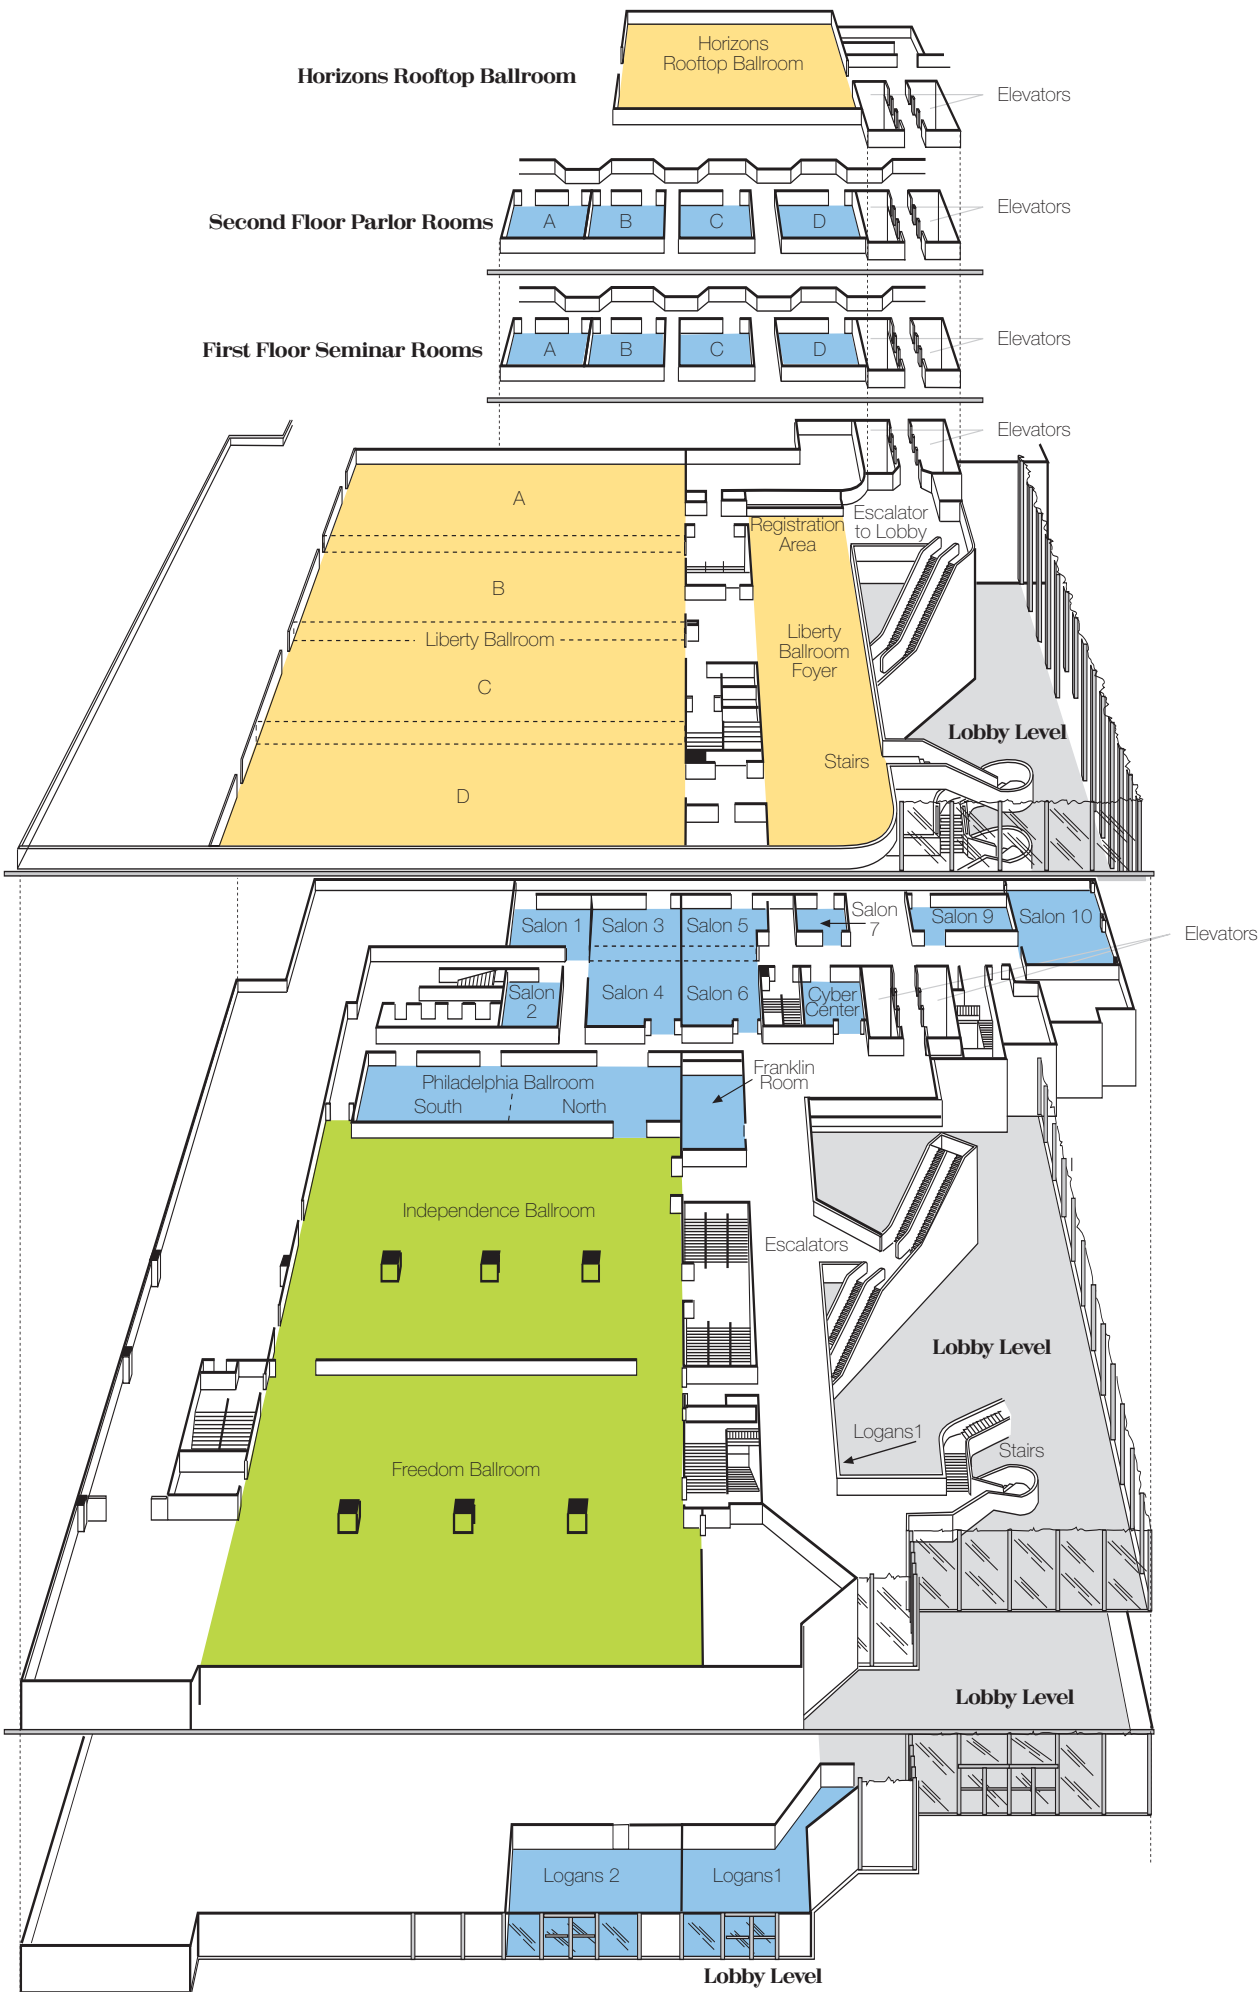 Horizons
Rooftop Ballroom
Horizons Rooftop Ballroom
Elevators
Second Floor Parlor Rooms
A
B
C
D
Elevators
First Floor Seminar Rooms
A
B
C
D
Elevators
Elevators
A
Registration
Area
Escalator
to Lobby
B
Liberty Ballroom
Liberty
Ballroom
Foyer
C
Lobby Level
Stairs
D
Salon 1
Salon 3
Salon 5
Salon
7
Salon 9
Salon 10
Elevators
Salon
2
Salon 4
Salon 6
Cyber
Center
Philadelphia Ballroom
South
North
Franklin
Room
Independence Ballroom
Escalators
Lobby Level
Logans1
Stairs
Freedom Ballroom
Lobby Level
Logans 2
Logans1
Lobby Level